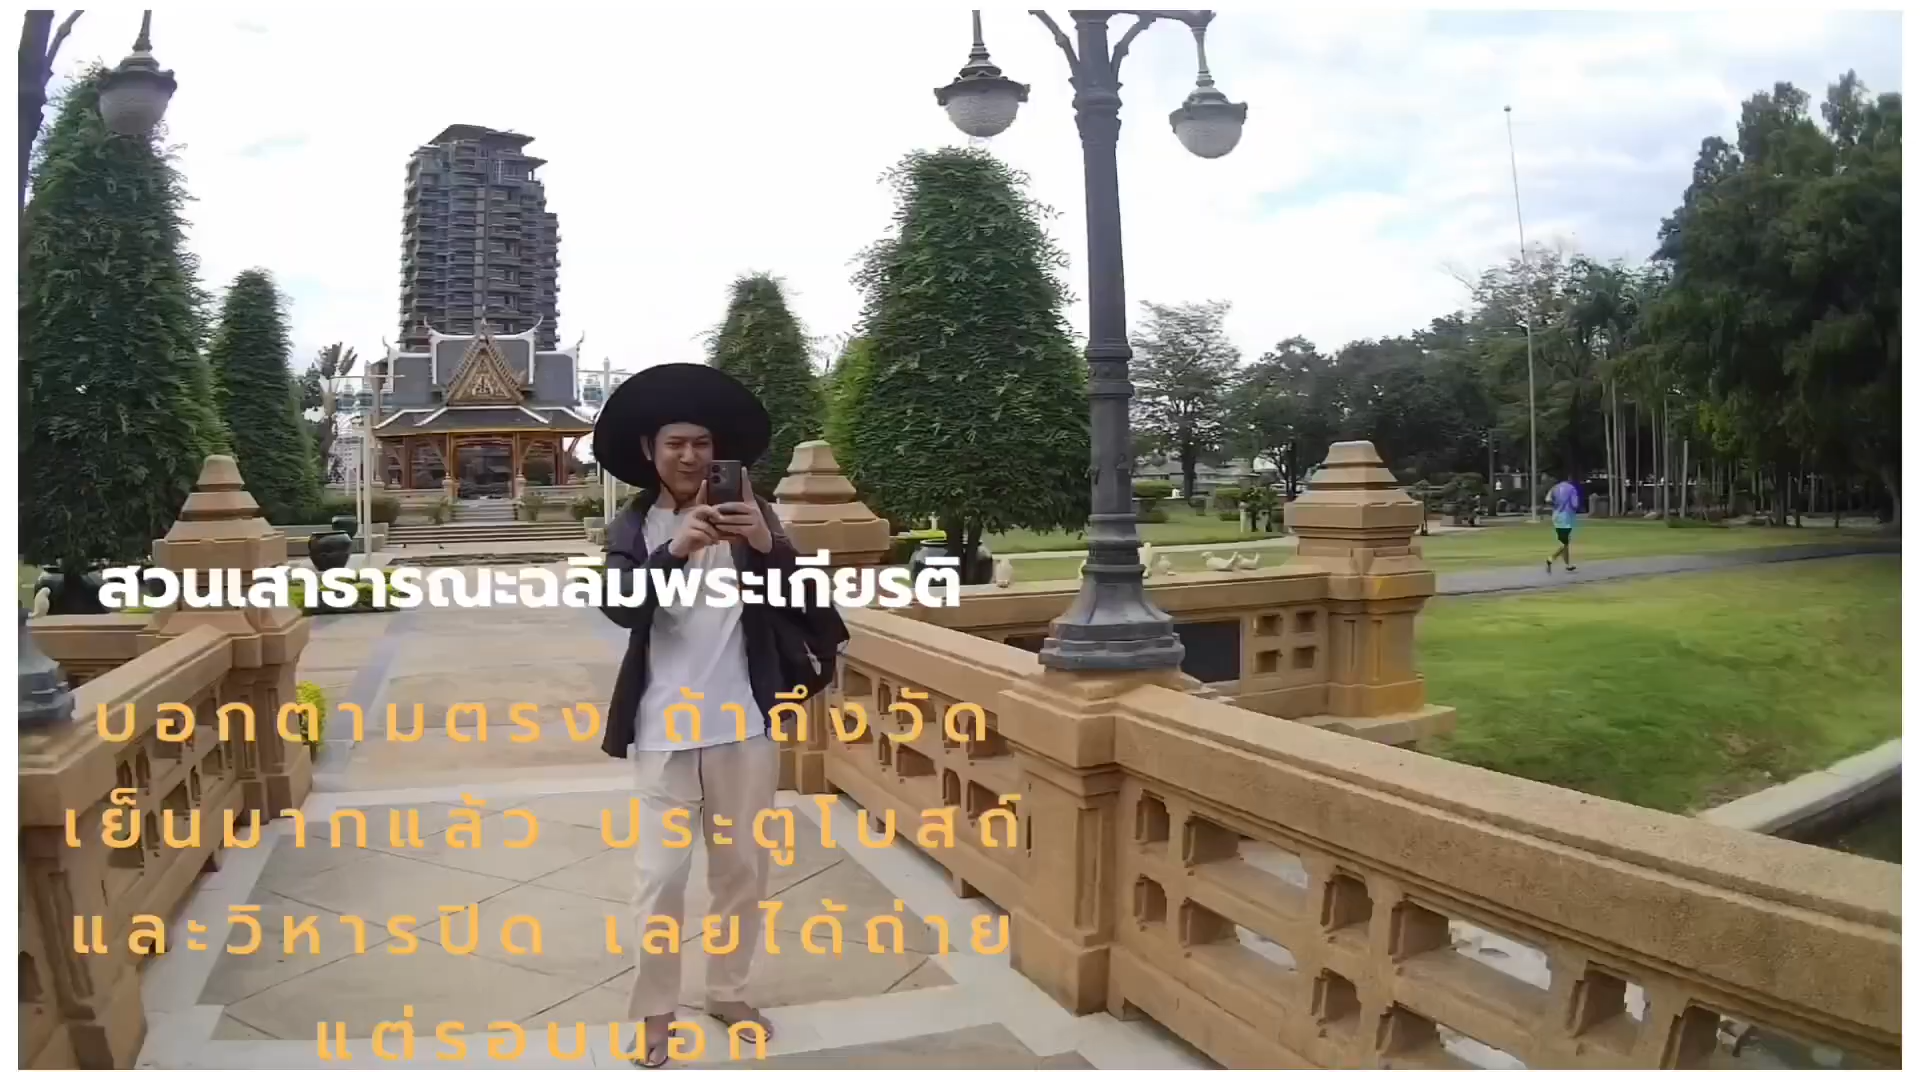 สวนเสาธารณะฉลิมพระเกียรติ
บอกตามตรง ถ้าถึงวัด
เย็นมากแล้ว ประตูโบสถ์
และวิหารปิด เลยได้ถ่าย
แต่รอบนอก